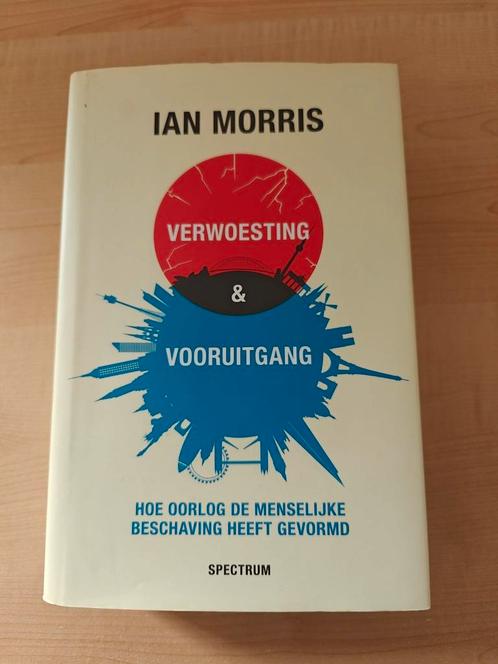 IAN MORRIS
VERWOESTING
&
VOORUITGANG
HOE OORLOG DE MENSELIJKE
BESCHAVING HEEFT GEVORMD
SPECTRUM